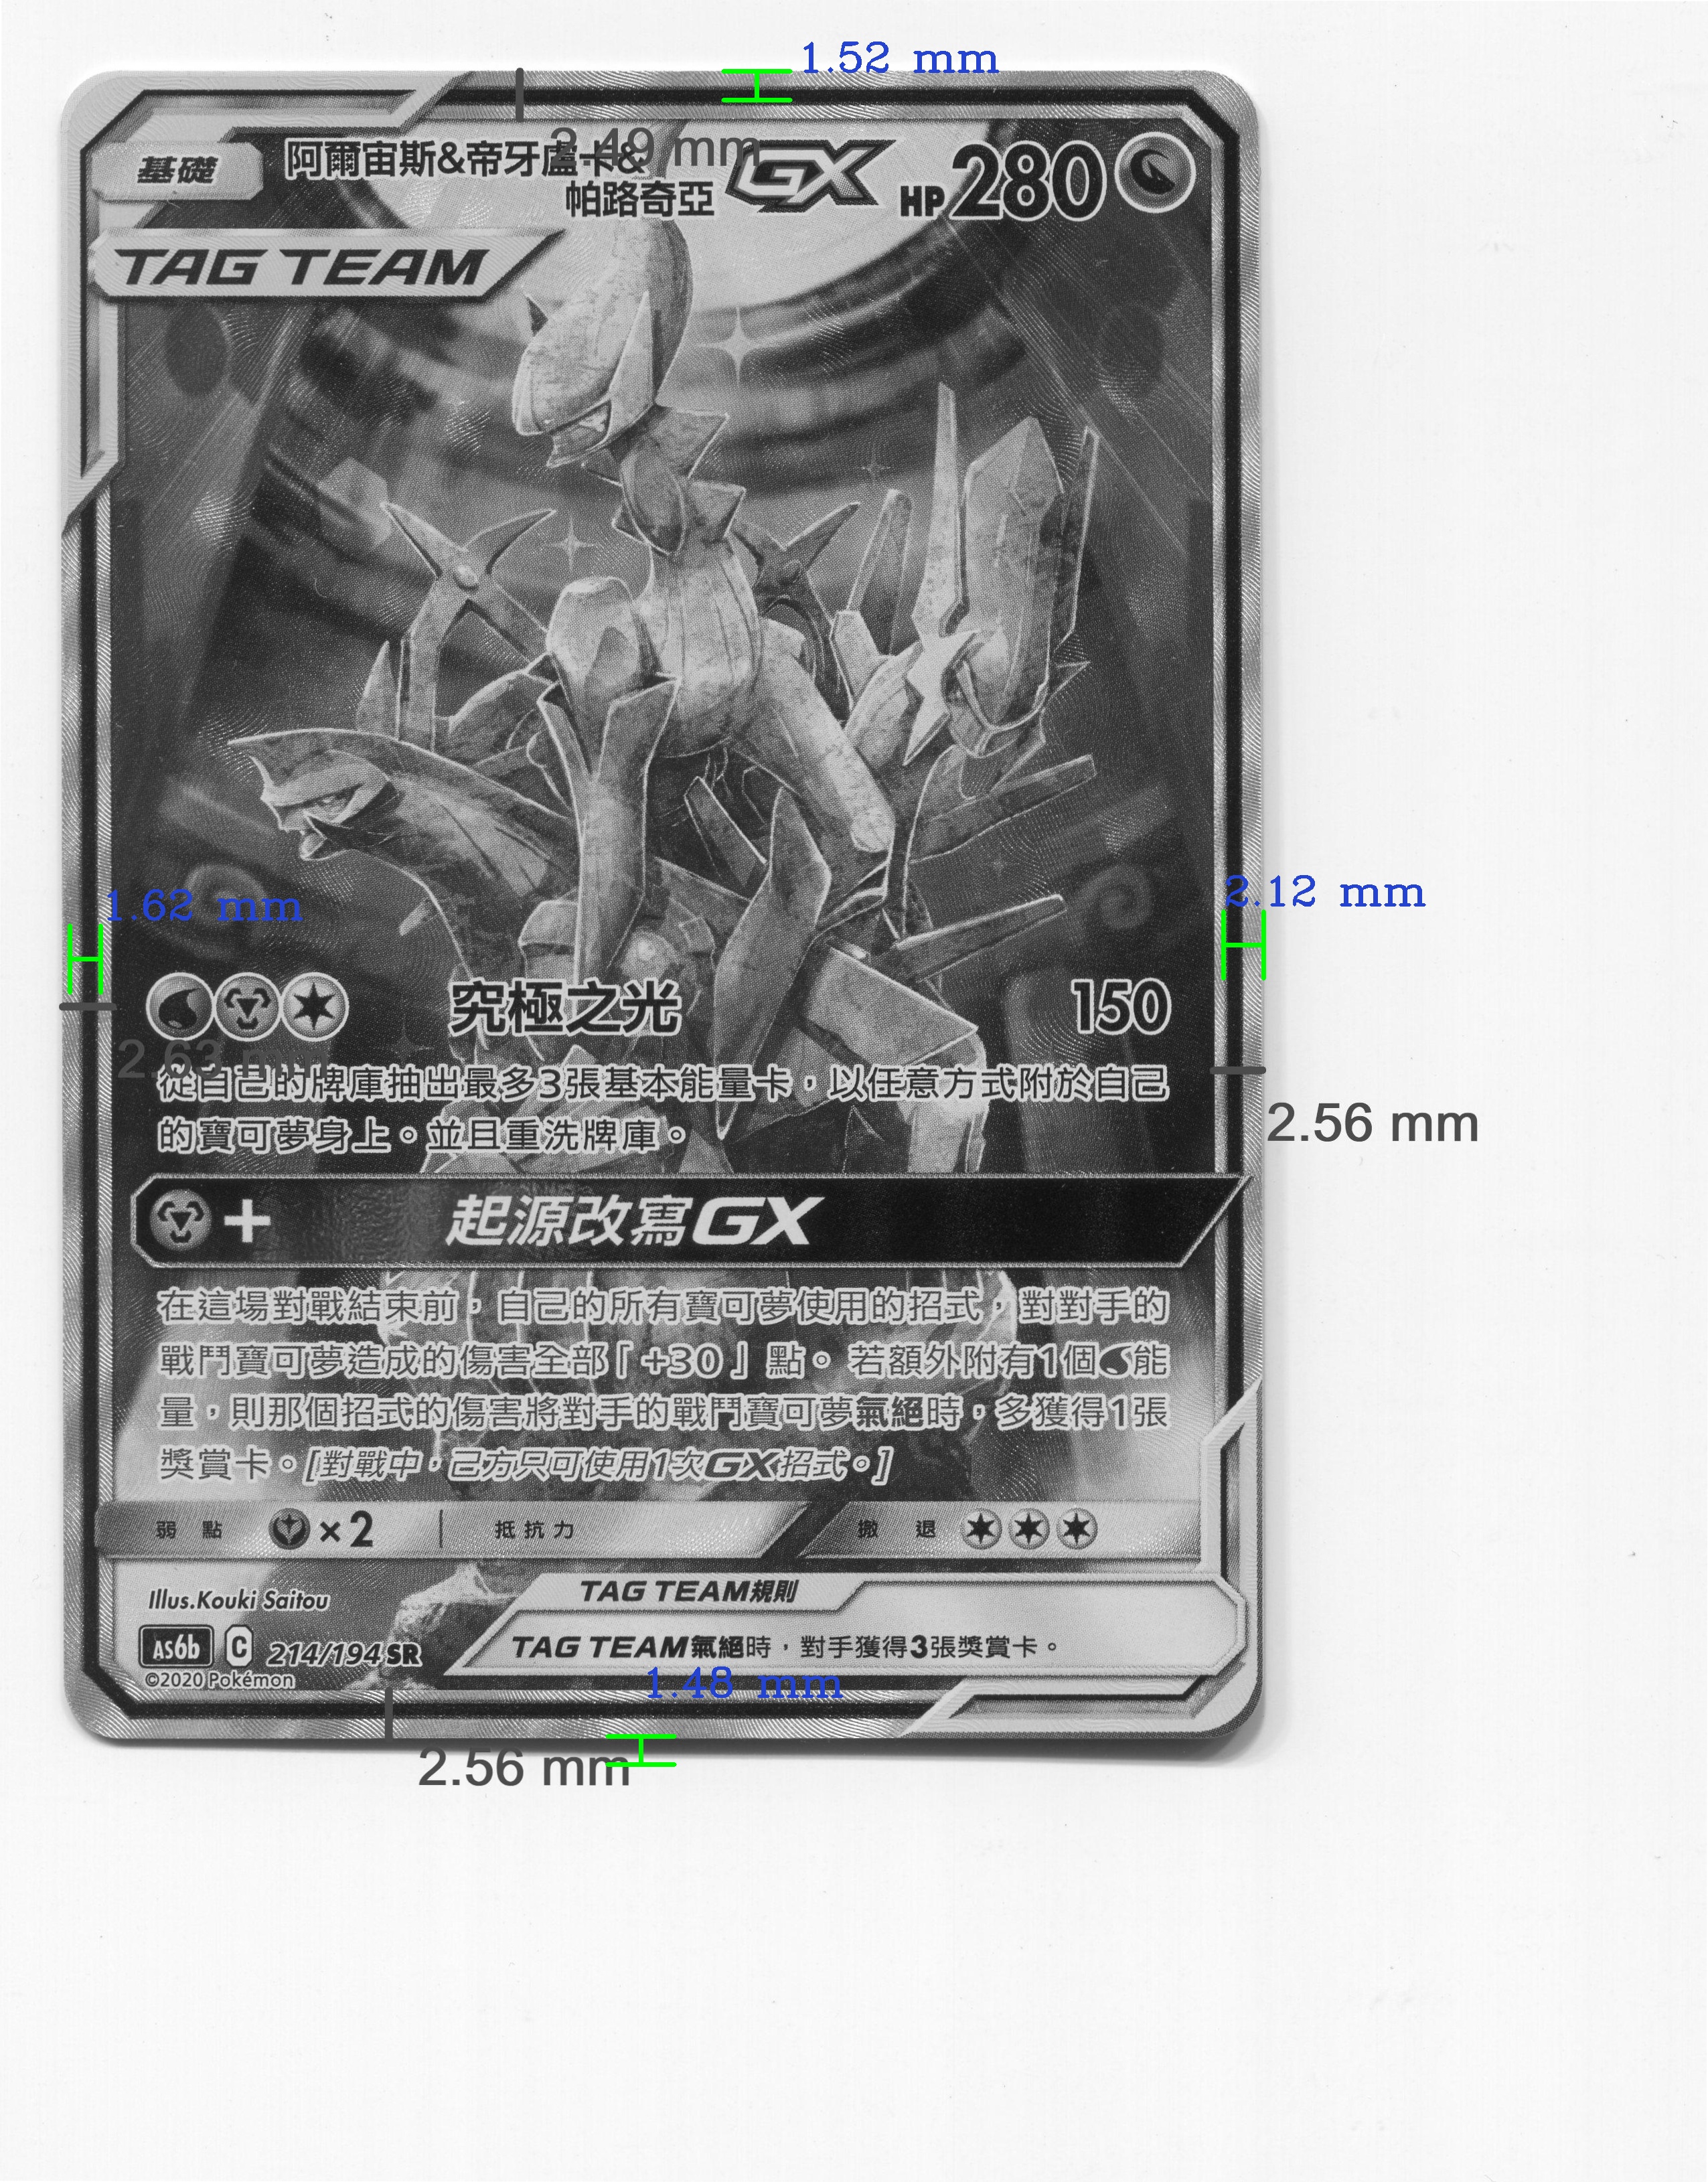 1.52 mm
2.49 mm
基礎
阿爾宙斯&帝牙盧卡&
帕路奇亞
GX
HP 280
TAG TEAM
1.62 mm
2.12 mm
究極之光 150
2.63 mm
從自己的牌庫抽出最多3張基本能量卡,以任意方式附於自己
的寶可夢身上。並且重洗牌庫。
2.56 mm
+ 起源改寫GX
在這場對戰結束前,自己的所有寶可夢使用的招式,對對手的
戰鬥寶可夢造成的傷害全部「+30」點。若額外附有1個能
量,則那個招式的傷害將對手的戰鬥寶可夢氣絕時,多獲得1張
獎賞卡。[對戰中,己方只可使用1次GX招式。]
弱 點 ×2 抵抗力 撤 退
Illus.Kouki Saitou
TAG TEAM規則
AS6b C 214/194 SR
TAG TEAM氣絕時,對手獲得3張獎賞卡。
©2020 Pokémon
1.48 mm
2.56 mm